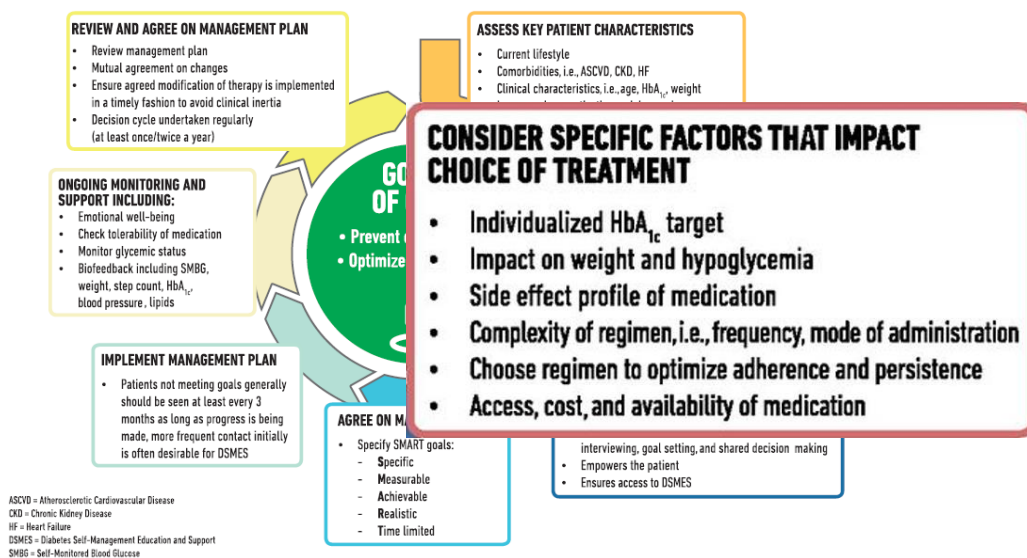 REVIEW AND AGREE ON MANAGEMENT PLAN
• Review management plan
• Mutual agreement on changes
• Ensure agreed modification of therapy is implemented
in a timely fashion to avoid clinical inertia
• Decision cycle undertaken regularly
(at least once/twice a year)
ASSESS KEY PATIENT CHARACTERISTICS
• Current lifestyle
• Comorbidities, i.e., ASCVD, CKD, HF
• Clinical characteristics, i.e., age, HbA1c, weight
CONSIDER SPECIFIC FACTORS THAT IMPACT
CHOICE OF TREATMENT
• Individualized HbA1c target
• Impact on weight and hypoglycemia
• Side effect profile of medication
• Complexity of regimen, i.e., frequency, mode of administration
• Choose regimen to optimize adherence and persistence
• Access, cost, and availability of medication
ONGOING MONITORING AND
SUPPORT INCLUDING:
• Emotional well-being
• Check tolerability of medication
• Monitor glycemic status
• Biofeedback including SMBG,
weight, step count, HbA1c,
blood pressure, lipids
GO
OF
• Prevent
• Optimize
IMPLEMENT MANAGEMENT PLAN
• Patients not meeting goals generally
should be seen at least every 3
months as long as progress is being
made, more frequent contact initially
is often desirable for DSMES
AGREE ON MA
• Specify SMART goals:
- Specific
- Measurable
- Achievable
- Realistic
- Time limited
interviewing, goal setting, and shared decision making
• Empowers the patient
• Ensures access to DSMES
ASCVD = Atherosclerotic Cardiovascular Disease
CKD = Chronic Kidney Disease
HF = Heart Failure
DSMES = Diabetes Self-Management Education and Support
SMBG = Self-Monitored Blood Glucose